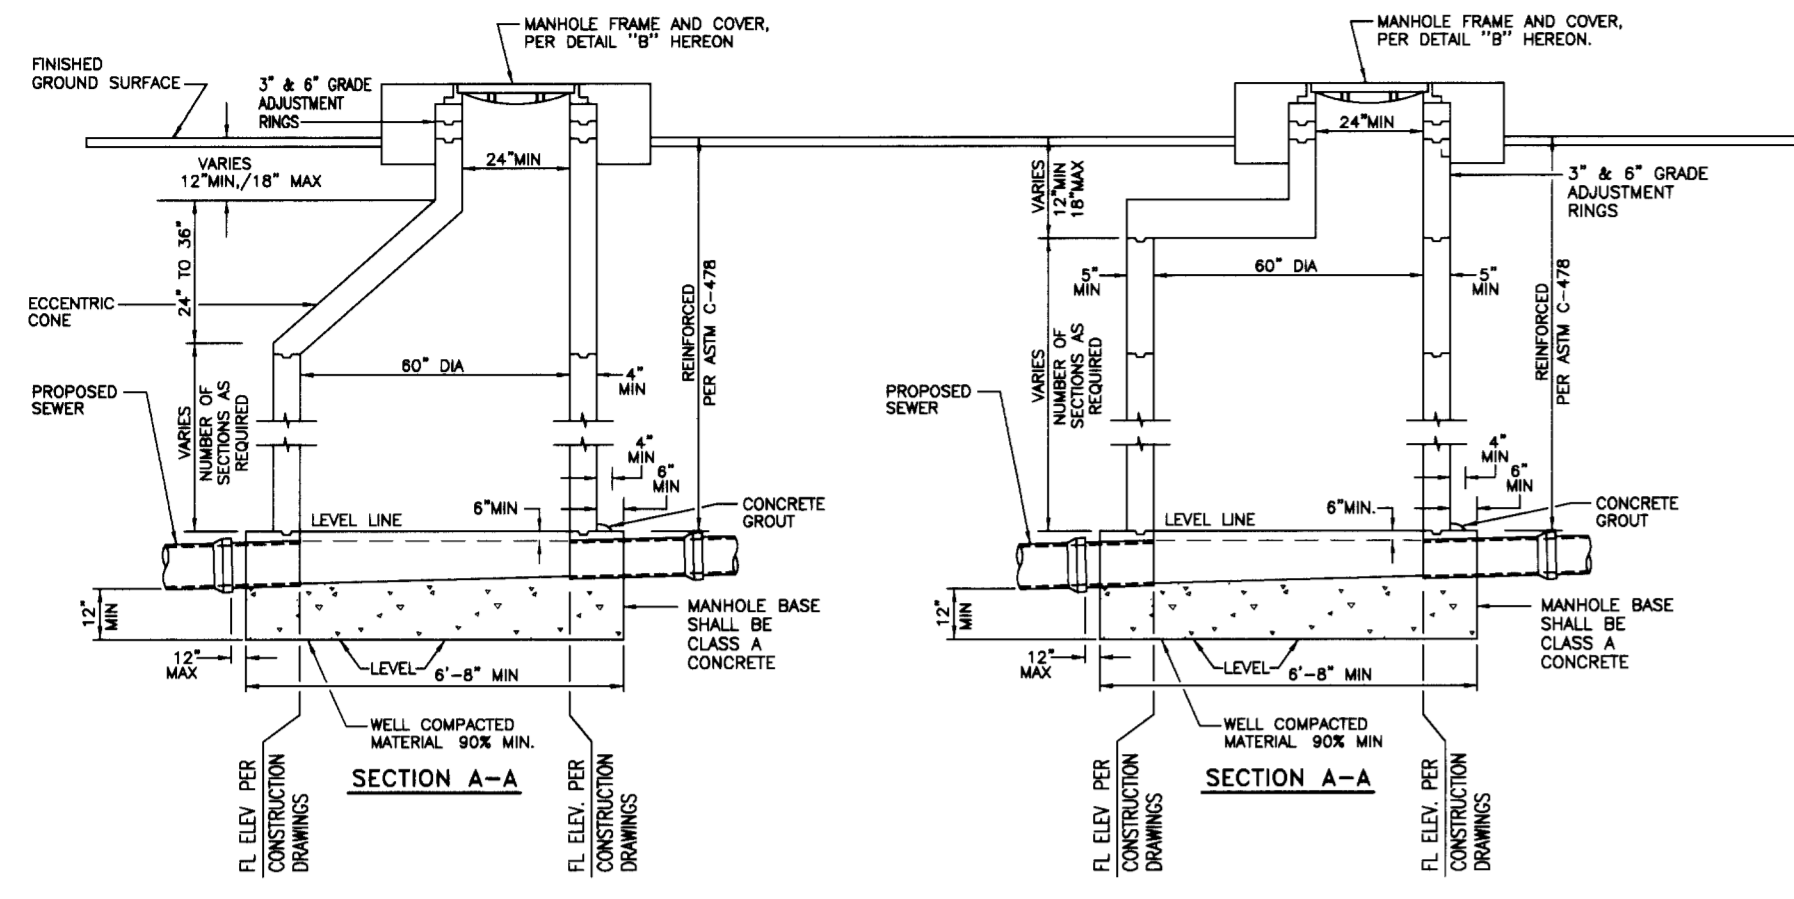 MANHOLE FRAME AND COVER,
PER DETAIL "B" HEREON
FINISHED
GROUND SURFACE
3" & 6" GRADE
ADJUSTMENT
RINGS
VARIES
12"MIN,/18" MAX
24"MIN
24" TO 36"
ECCENTRIC
CONE
60" DIA
4"
MIN
REINFORCED
PER ASTM C-478
PROPOSED
SEWER
VARIES
NUMBER OF
SECTIONS AS
REQUIRED
4"
MIN
6"
MIN
6"MIN
LEVEL LINE
CONCRETE
GROUT
12"
MIN
MANHOLE BASE
SHALL BE
CLASS A
CONCRETE
12"
MAX
LEVEL
6'-8" MIN
WELL COMPACTED
MATERIAL 90% MIN.
SECTION A-A
FL ELEV PER
CONSTRUCTION
DRAWINGS
FL ELEV. PER
CONSTRUCTION
DRAWINGS
MANHOLE FRAME AND COVER,
PER DETAIL "B" HEREON.
24"MIN
VARIES
12"MIN
18"MAX
3" & 6" GRADE
ADJUSTMENT
RINGS
5"
MIN
60" DIA
5"
MIN
REINFORCED
PER ASTM C-478
VARIES
NUMBER OF
SECTIONS AS
REQUIRED
PROPOSED
SEWER
4"
MIN
6"
MIN
6"MIN.
LEVEL LINE
CONCRETE
GROUT
12"
MIN
MANHOLE BASE
SHALL BE
CLASS A
CONCRETE
12"
MAX
LEVEL
6'-8" MIN
WELL COMPACTED
MATERIAL 90% MIN
SECTION A-A
FL ELEV PER
CONSTRUCTION
DRAWINGS
FL ELEV. PER
CONSTRUCTION
DRAWINGS